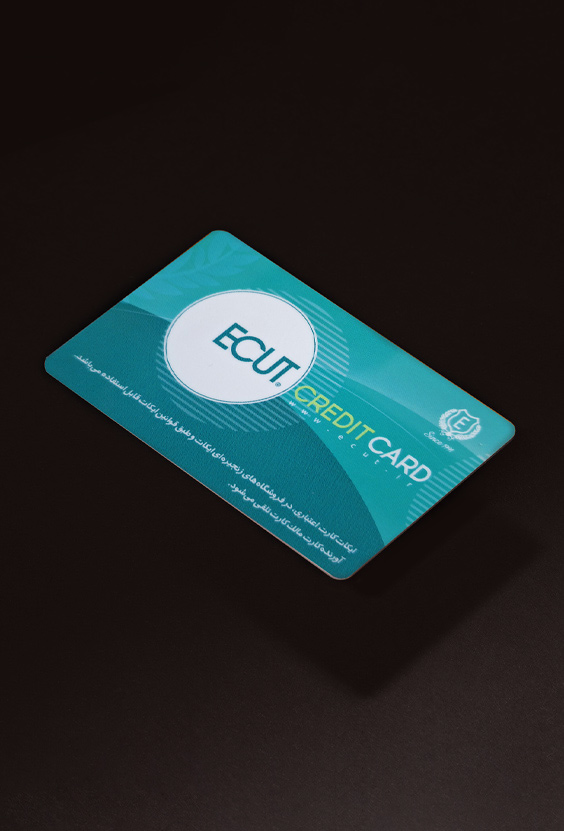 ECUT®
CREDIT CARD
www.ecut.ir
E
ایکات‌کارت اعتباری، در فروشگاه‌های زنجیره‌ای ایکات و طبق قوانین ایکات قابل استفاده می‌باشد.
آورنده کارت، مالک کارت تلقی می‌شود.